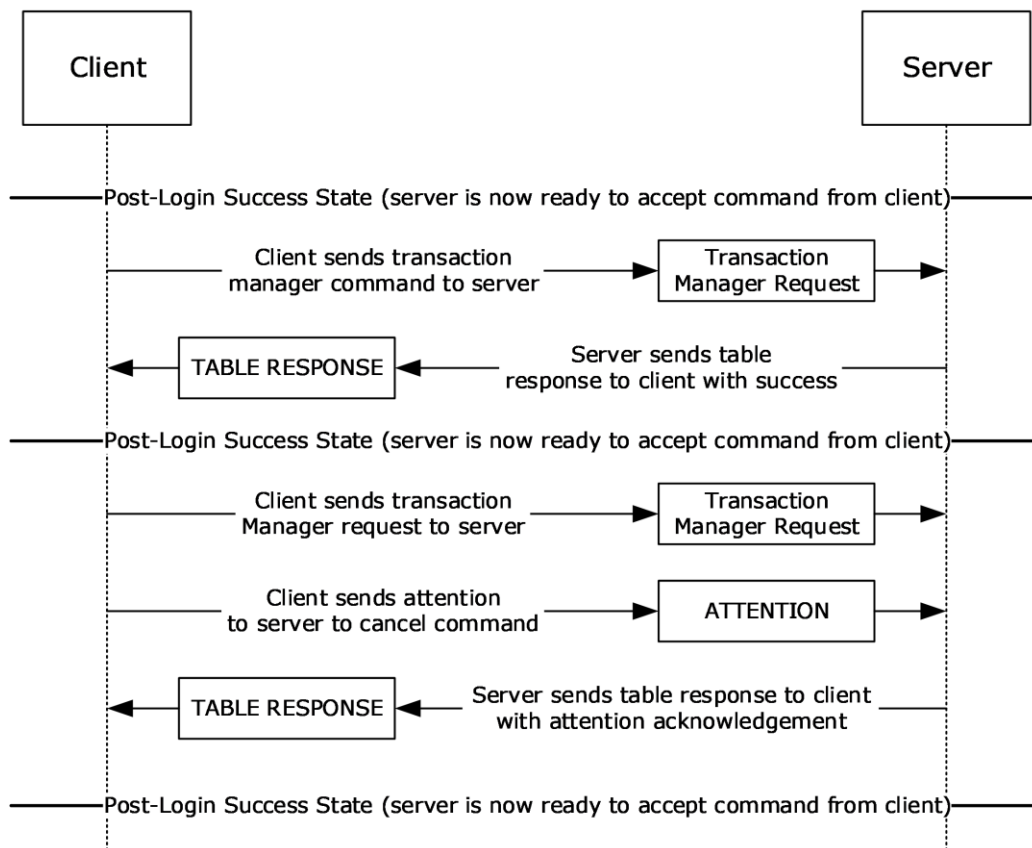 Client
Server
Post-Login Success State (server is now ready to accept command from client)
Client sends transaction
manager command to server
Transaction
Manager Request
TABLE RESPONSE
Server sends table
response to client with success
Post-Login Success State (server is now ready to accept command from client)
Client sends transaction
Manager request to server
Transaction
Manager Request
Client sends attention
to server to cancel command
ATTENTION
TABLE RESPONSE
Server sends table response to client
with attention acknowledgement
Post-Login Success State (server is now ready to accept command from client)